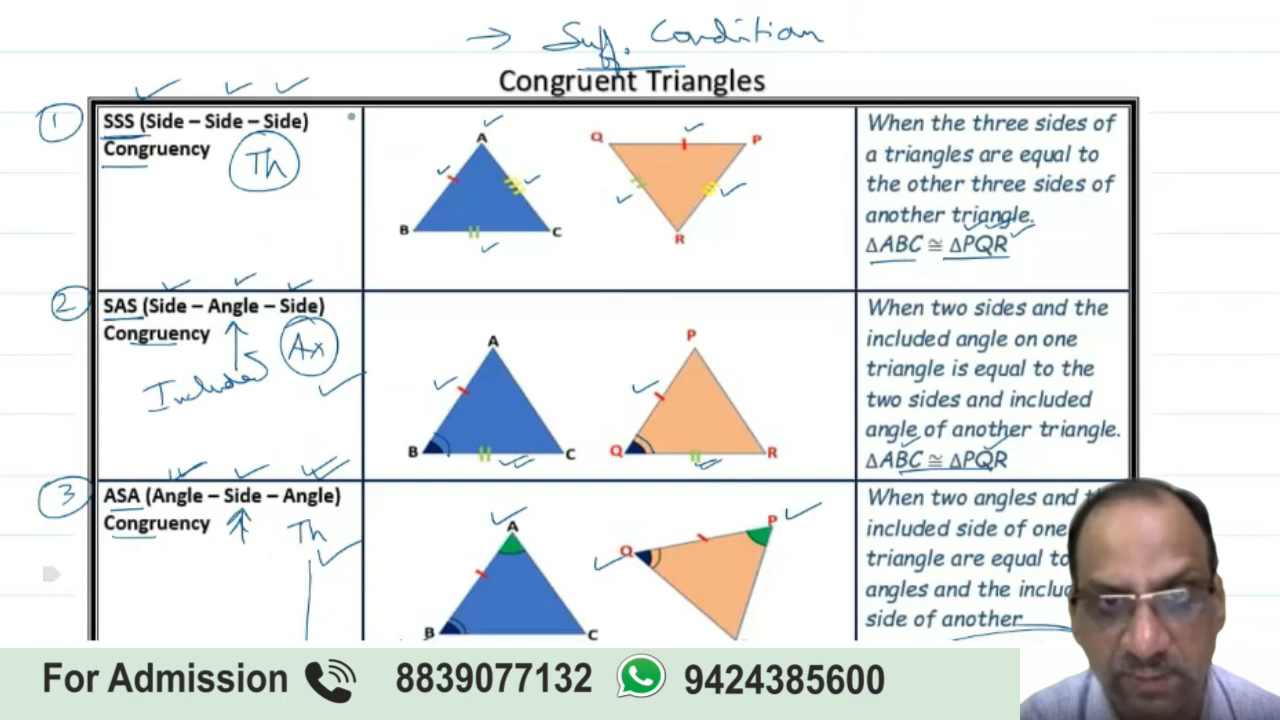 → Suff. Condition
Congruent Triangles
1
SSS (Side – Side – Side)
Congruency
Th
A
B
C
Q
P
R
When the three sides of
a triangles are equal to
the other three sides of
another triangle.
ΔABC ≅ ΔPQR
2
SAS (Side – Angle – Side)
Congruency
Ax
Included
A
B
C
P
Q
R
When two sides and the
included angle on one
triangle is equal to the
two sides and included
angle of another triangle.
ΔABC ≅ ΔPQR
3
ASA (Angle – Side – Angle)
Congruency
Th
A
B
C
Q
P
When two angles and
included side of one
triangle are equal to
angles and the
side of another
For Admission 8839077132 9424385600